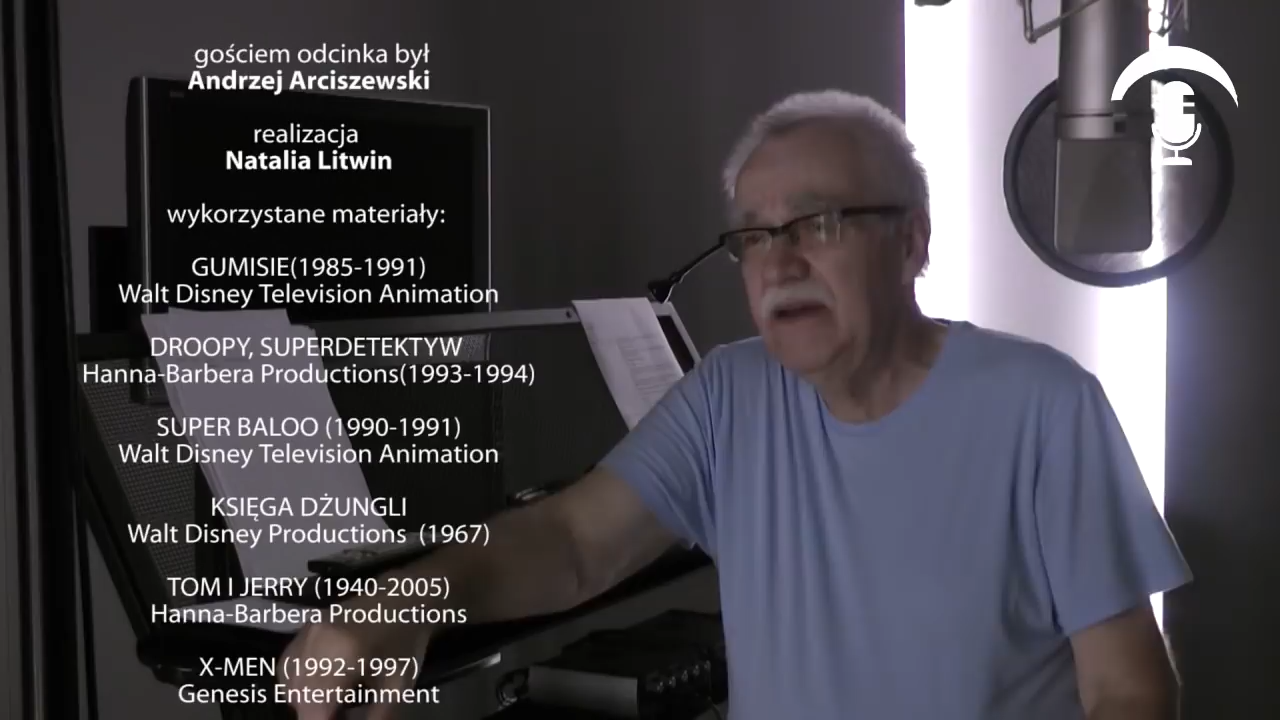 gościem odcinka był
Andrzej Arciszewski
realizacja
Natalia Litwin
wykorzystane materiały:
GUMISIE(1985-1991)
Walt Disney Television Animation
DROOPY, SUPERDETEKTYW
Hanna-Barbera Productions(1993-1994)
SUPER BALOO (1990-1991)
Walt Disney Television Animation
KSIĘGA DŻUNGLI
Walt Disney Productions (1967)
TOM I JERRY (1940-2005)
Hanna-Barbera Productions
X-MEN (1992-1997)
Genesis Entertainment